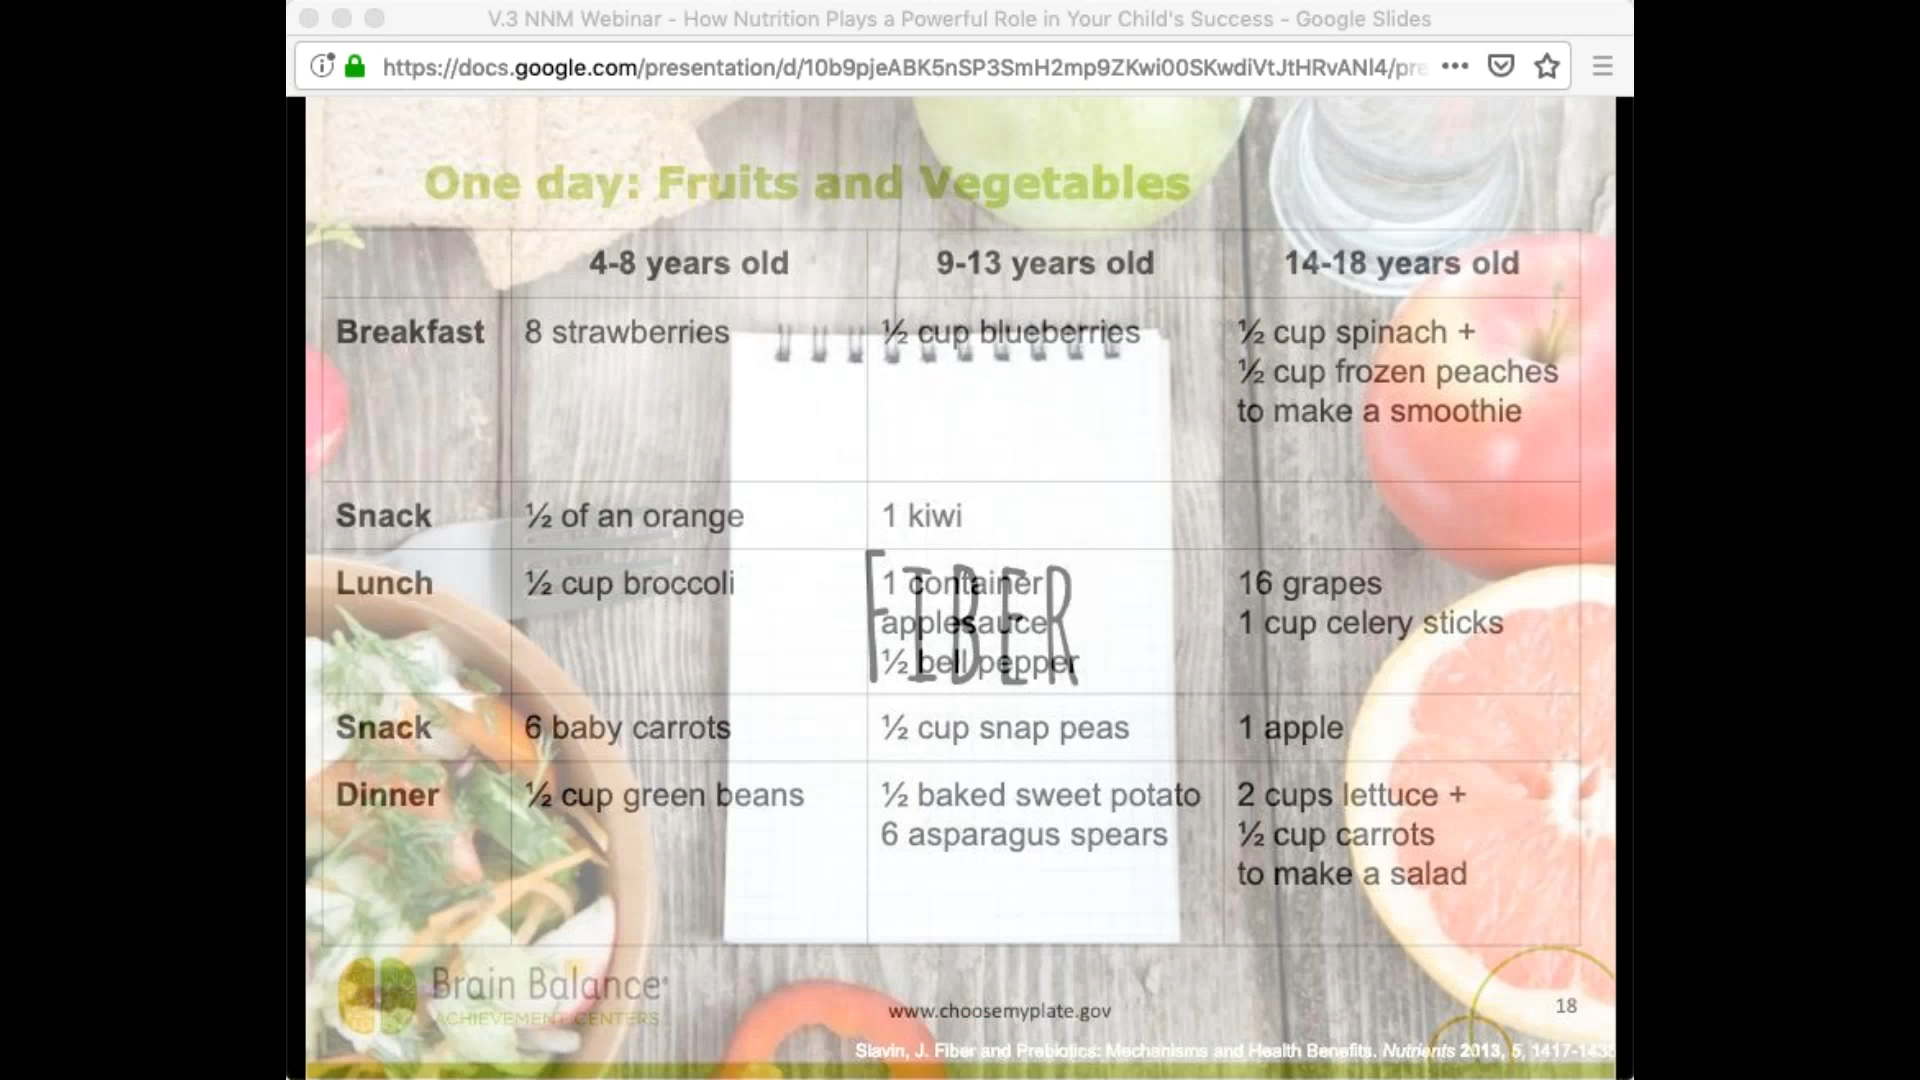 V.3 NNM Webinar - How Nutrition Plays a Powerful Role in Your Child's Success - Google Slides
https://docs.google.com/presentation/d/10b9pjeABK5nSP3SmH2mp9ZKwi00SKwdiVtJtHRvANl4/pre
One day: Fruits and Vegetables
4-8 years old 9-13 years old 14-18 years old
Breakfast 8 strawberries ½ cup blueberries ½ cup spinach +
½ cup frozen peaches
to make a smoothie
Snack ½ of an orange 1 kiwi
Lunch ½ cup broccoli 1 container 16 grapes
applesauce 1 cup celery sticks
½ bell pepper
FIBER
Snack 6 baby carrots ½ cup snap peas 1 apple
Dinner ½ cup green beans ½ baked sweet potato 2 cups lettuce +
6 asparagus spears ½ cup carrots
to make a salad
Brain Balance
ACHIEVEMENT CENTERS
www.choosemyplate.gov
18
Slavin, J. Fiber and Prebiotics: Mechanisms and Health Benefits. Nutrients 2013, 5, 1417-1435